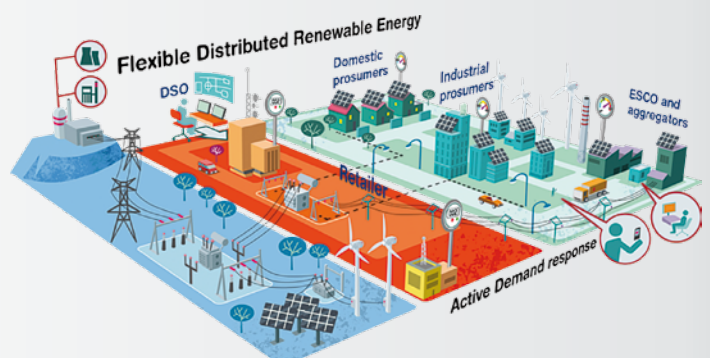 Flexible Distributed Renewable Energy
DSO
Domestic
prosumers
Industrial
prosumers
ESCO and
aggregators
Retailer
Active Demand response